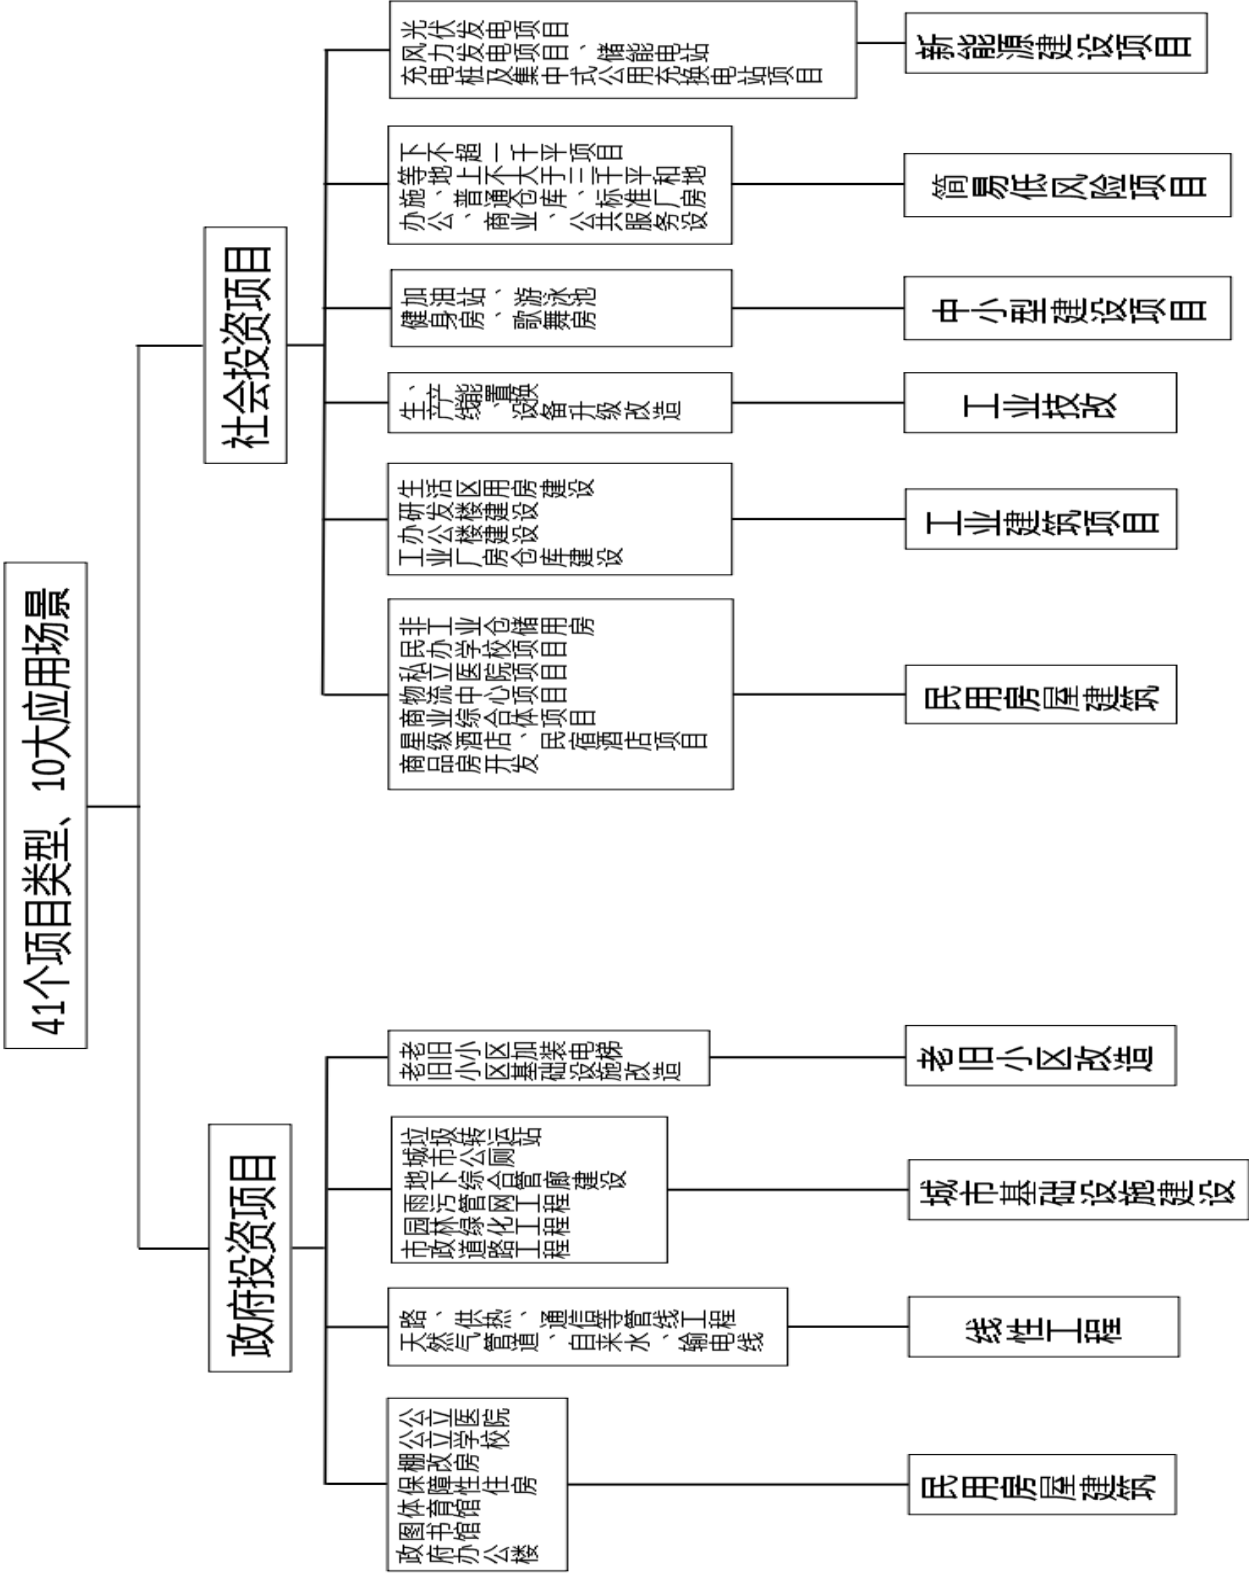 41个项目类型、10大应用场景
政府投资项目
社会投资项目
政府办公楼
图书馆
体育馆
保障性住房
棚改房
公立学校
公立医院
天然气管道、自来水、输电线
路、供热、通信等管线工程
市政道路工程
园林绿化工程
雨污管网工程
地下综合管廊建设
城市公厕
垃圾转运站
老旧小区基础设施改造
老旧小区加装电梯
商品房开发
星级酒店、民宿酒店项目
商业综合体项目
物流中心项目
私立医院项目
民办学校项目
非工业仓储用房
工业厂房仓库建设
办公楼建设
研发楼建设
生活区用房建设
生产线、设备升级改造
、产能置换
健身房、歌舞房
加油站、游泳池
办公、商业、公共服务设
施、普通仓库、标准厂房
等地上不大于三千平和地
下不超一千平项目
充电桩及集中式公用充换电站项目
风力发电项目、储能电站
光伏发电项目
民用房屋建筑
线性工程
城市基础设施建设
老旧小区改造
民用房屋建筑
工业建筑项目
工业技改
中小型建设项目
简易低风险项目
新能源建设项目